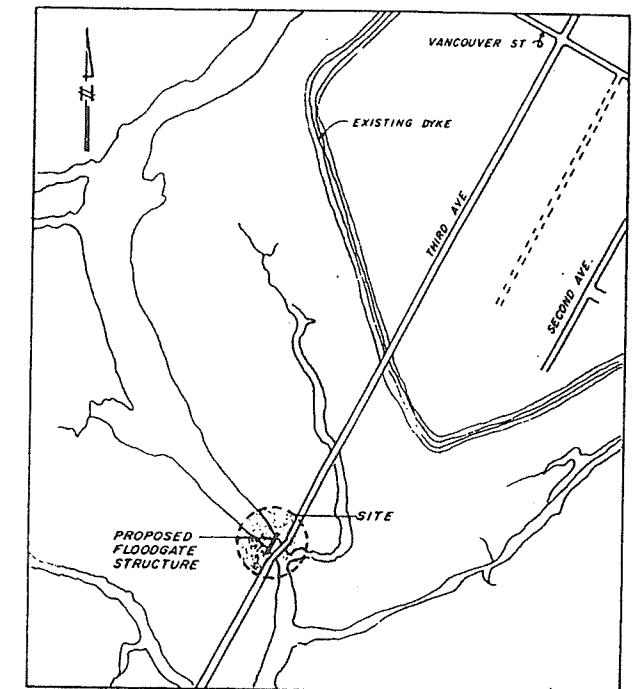 VANCOUVER ST
N
EXISTING DYKE
THIRD AVE.
SECOND AVE.
SITE
PROPOSED
FLOODGATE
STRUCTURE